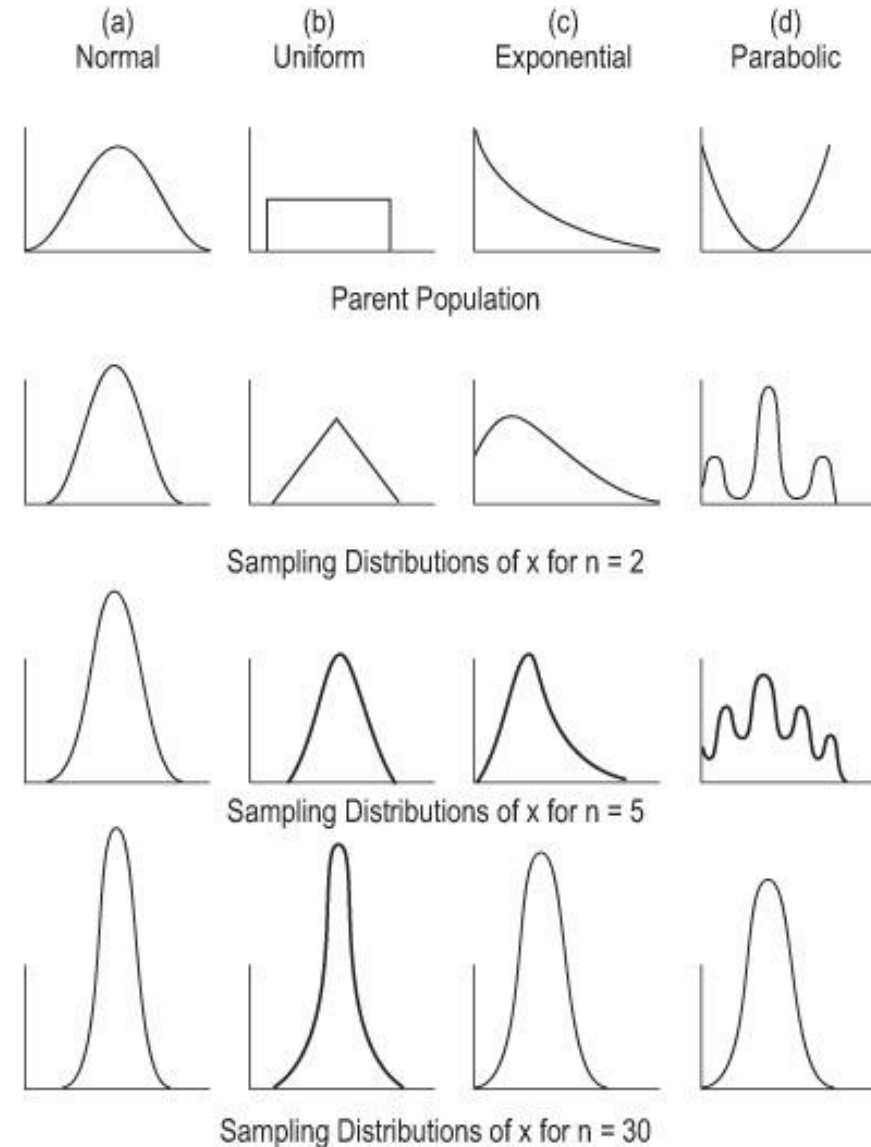 (a) (b) (c) (d)
Normal Uniform Exponential Parabolic
Parent Population
Sampling Distributions of x for n = 2
Sampling Distributions of x for n = 5
Sampling Distributions of x for n = 30